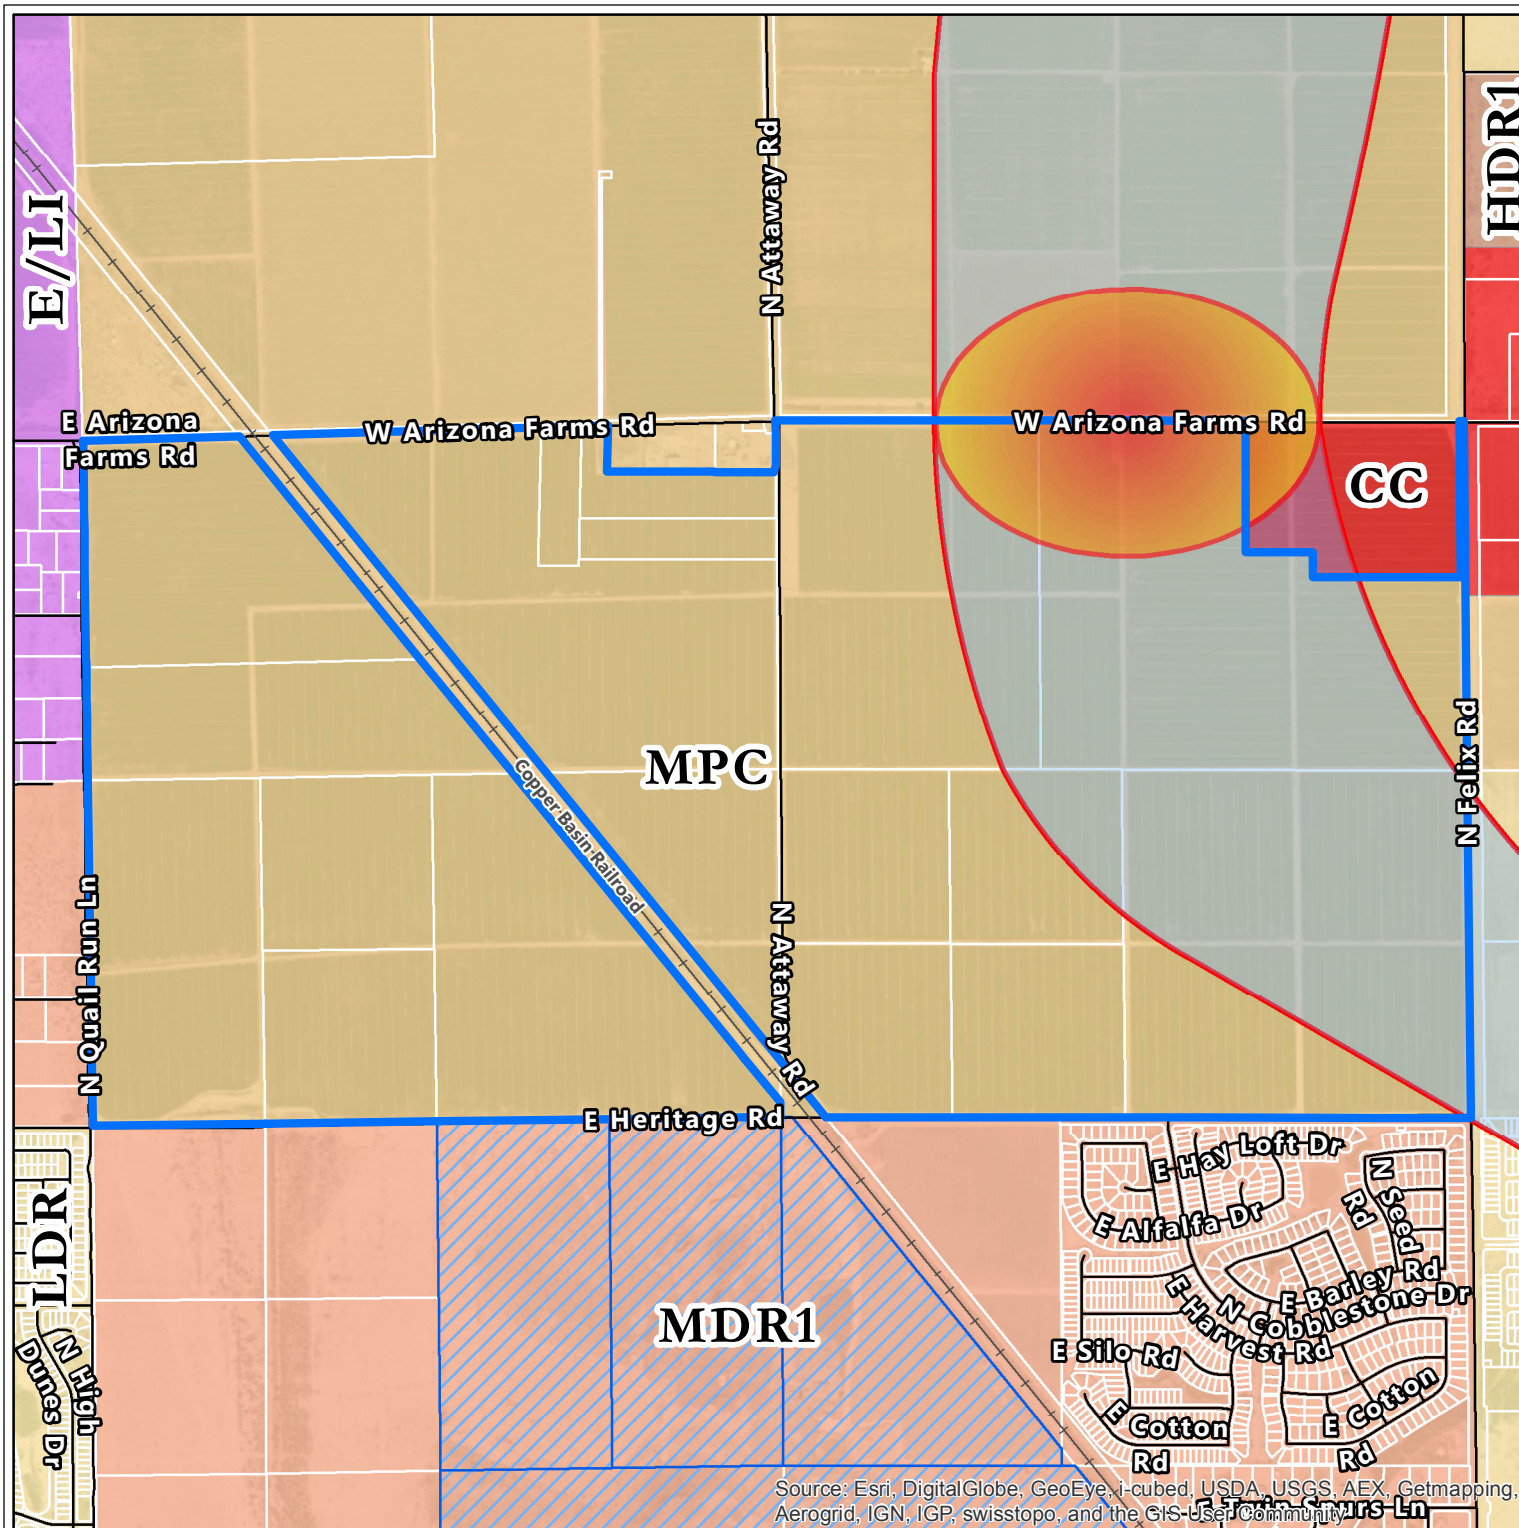 HDR1
N Attaway Rd
E/LI
E Arizona
Farms Rd
W Arizona Farms Rd
W Arizona Farms Rd
CC
MPC
N Felix Rd
Copper Basin Railroad
N Quail Run Ln
N Attaway Rd
E Heritage Rd
E Hay Loft Dr
N Seed
Rd
E Alfalfa Dr
LDR
E Barley Rd
N Cobblestone Dr
E Harvest Rd
MDR1
E Silo Rd
N High
Dunes Dr
E Cotton
Rd
E Cotton
Rd
Source: Esri, DigitalGlobe, GeoEye, i-cubed, USDA, USGS, AEX, Getmapping,
Aerogrid, IGN, IGP, swisstopo, and the GIS User Community
E Twin Spurs Ln